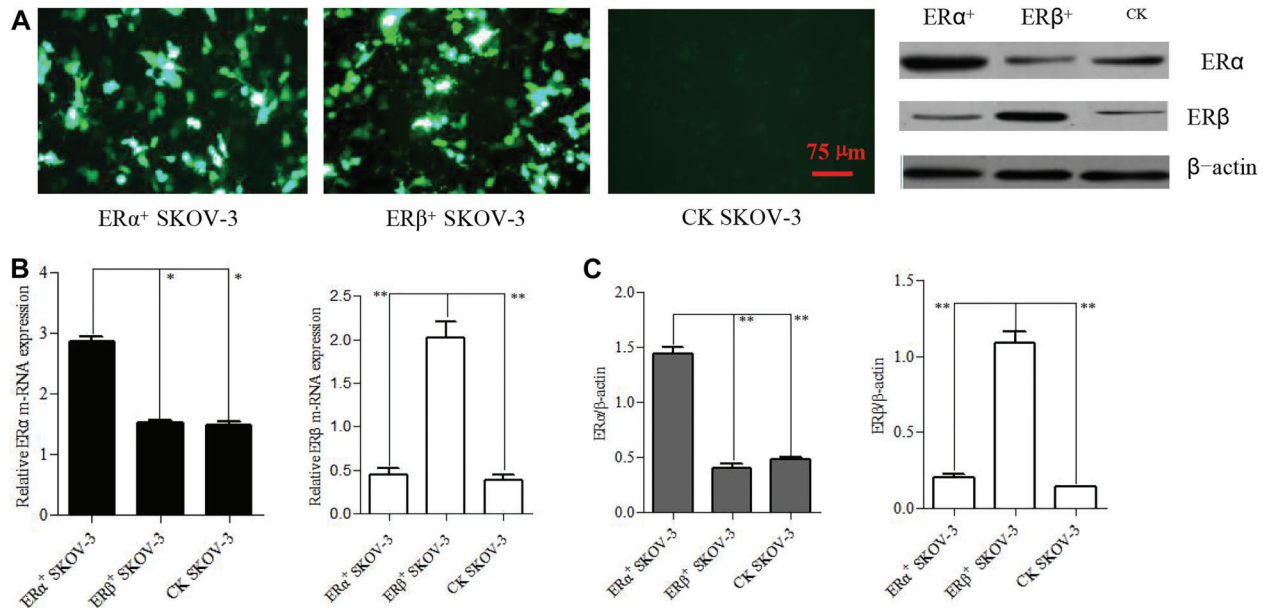 A
ERα⁺ SKOV-3
ERβ⁺ SKOV-3
75 μm
CK SKOV-3
ERα⁺ ERβ⁺ CK
ERα
ERβ
β-actin
B
Relative ERα m-RNA expression
4
3
2
1
0
* *
ERα⁺ SKOV-3
ERβ⁺ SKOV-3
CK SKOV-3
Relative ERβ m-RNA expression
2.5
2.0
1.5
1.0
0.5
0.0
** **
ERα⁺ SKOV-3
ERβ⁺ SKOV-3
CK SKOV-3
C
ERα/β-actin
2.0
1.5
1.0
0.5
0.0
** **
ERα⁺ SKOV-3
ERβ⁺ SKOV-3
CK SKOV-3
ERβ/β-actin
1.5
1.0
0.5
0.0
** **
ERα⁺ SKOV-3
ERβ⁺ SKOV-3
CK SKOV-3